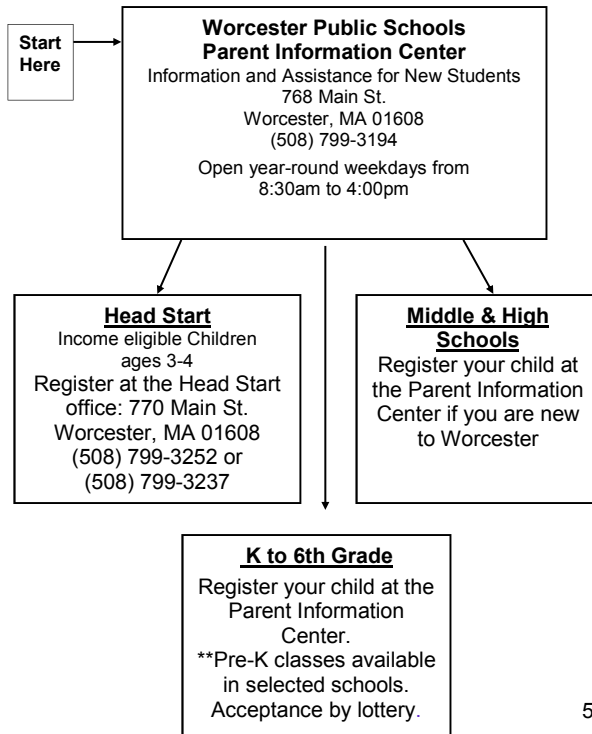 Start
Here
Worcester Public Schools
Parent Information Center
Information and Assistance for New Students
768 Main St.
Worcester, MA 01608
(508) 799-3194
Open year-round weekdays from
8:30am to 4:00pm
Head Start
Income eligible Children
ages 3-4
Register at the Head Start
office: 770 Main St.
Worcester, MA 01608
(508) 799-3252 or
(508) 799-3237
Middle & High
Schools
Register your child at
the Parent Information
Center if you are new
to Worcester
K to 6th Grade
Register your child at the
Parent Information
Center.
**Pre-K classes available
in selected schools.
Acceptance by lottery.
5